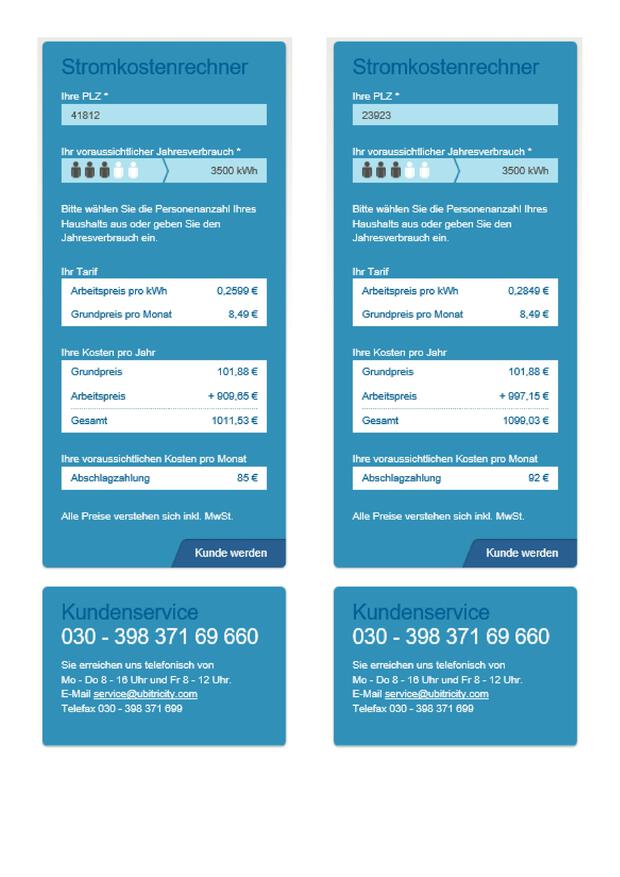 Stromkostenrechner
Ihre PLZ *
41812
Ihr voraussichtlicher Jahresverbrauch *
3500 kWh
Bitte wählen Sie die Personenanzahl Ihres
Haushalts aus oder geben Sie den
Jahresverbrauch ein.
Ihr Tarif
Arbeitspreis pro kWh 0,2599 €
Grundpreis pro Monat 8,49 €
Ihre Kosten pro Jahr
Grundpreis 101,88 €
Arbeitspreis + 909,65 €
Gesamt 1011,53 €
Ihre voraussichtlichen Kosten pro Monat
Abschlagzahlung 85 €
Alle Preise verstehen sich inkl. MwSt.
Kunde werden
Kundenservice
030 - 398 371 69 660
Sie erreichen uns telefonisch von
Mo - Do 8 - 16 Uhr und Fr 8 - 12 Uhr.
E-Mail service@ubitricity.com
Telefax 030 - 398 371 699
Stromkostenrechner
Ihre PLZ *
23923
Ihr voraussichtlicher Jahresverbrauch *
3500 kWh
Bitte wählen Sie die Personenanzahl Ihres
Haushalts aus oder geben Sie den
Jahresverbrauch ein.
Ihr Tarif
Arbeitspreis pro kWh 0,2849 €
Grundpreis pro Monat 8,49 €
Ihre Kosten pro Jahr
Grundpreis 101,88 €
Arbeitspreis + 997,15 €
Gesamt 1099,03 €
Ihre voraussichtlichen Kosten pro Monat
Abschlagzahlung 92 €
Alle Preise verstehen sich inkl. MwSt.
Kunde werden
Kundenservice
030 - 398 371 69 660
Sie erreichen uns telefonisch von
Mo - Do 8 - 16 Uhr und Fr 8 - 12 Uhr.
E-Mail service@ubitricity.com
Telefax 030 - 398 371 699